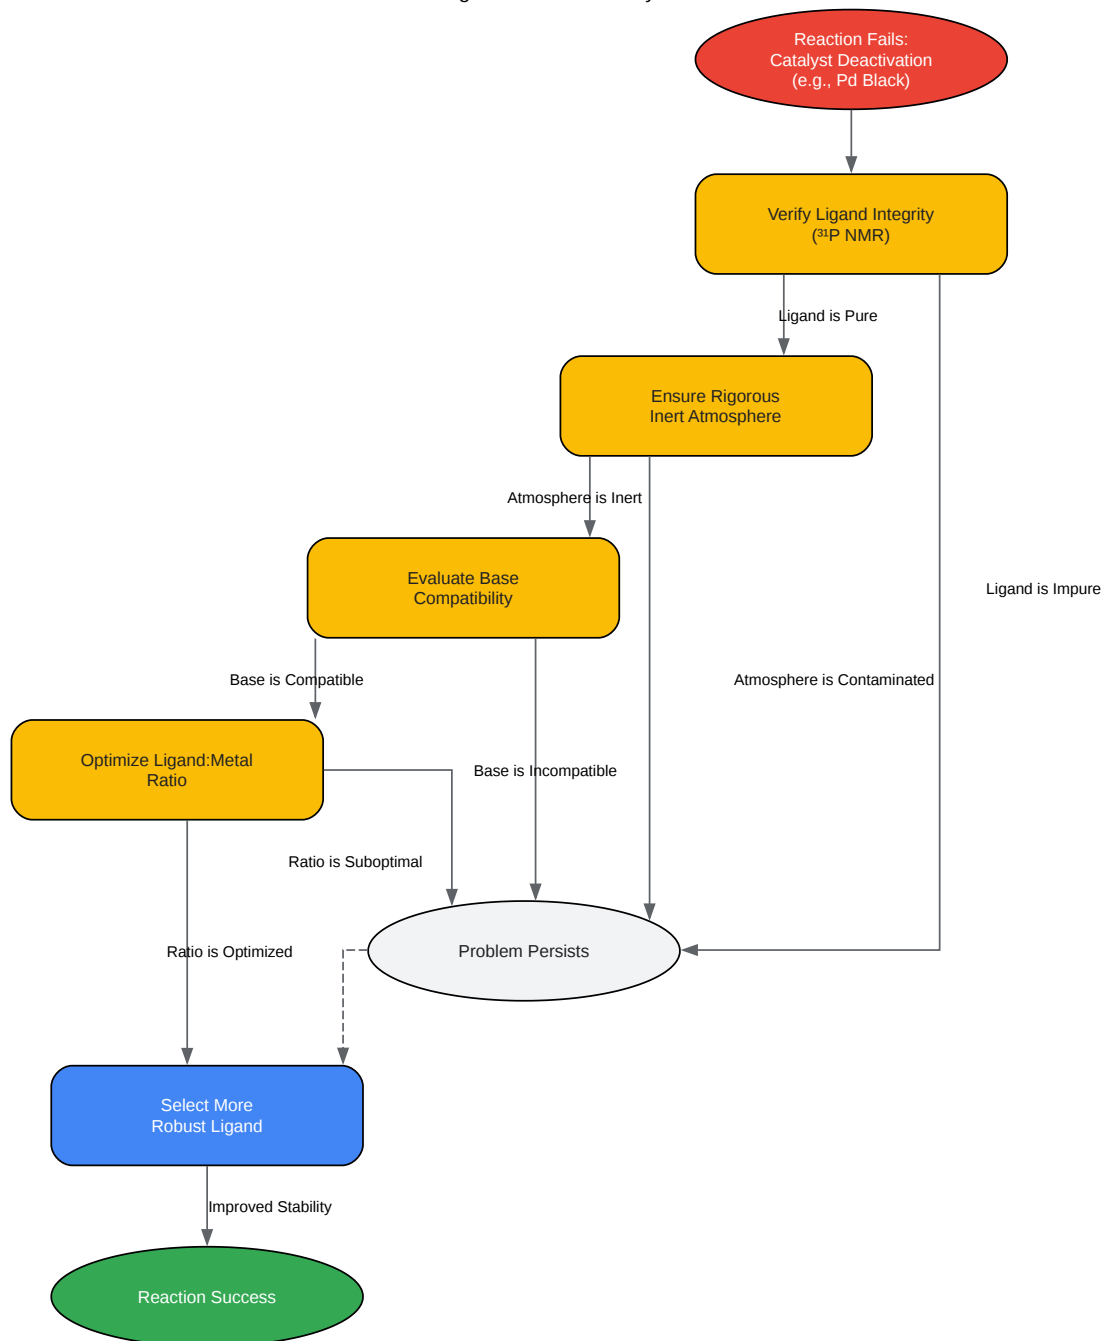 Reaction Fails:
Catalyst Deactivation
(e.g., Pd Black)
Verify Ligand Integrity
(³¹P NMR)
Ligand is Pure
Ensure Rigorous
Inert Atmosphere
Atmosphere is Inert
Evaluate Base
Compatibility
Ligand is Impure
Base is Compatible
Atmosphere is Contaminated
Optimize Ligand:Metal
Ratio
Base is Incompatible
Ratio is Suboptimal
Ratio is Optimized
Problem Persists
Select More
Robust Ligand
Improved Stability
Reaction Success